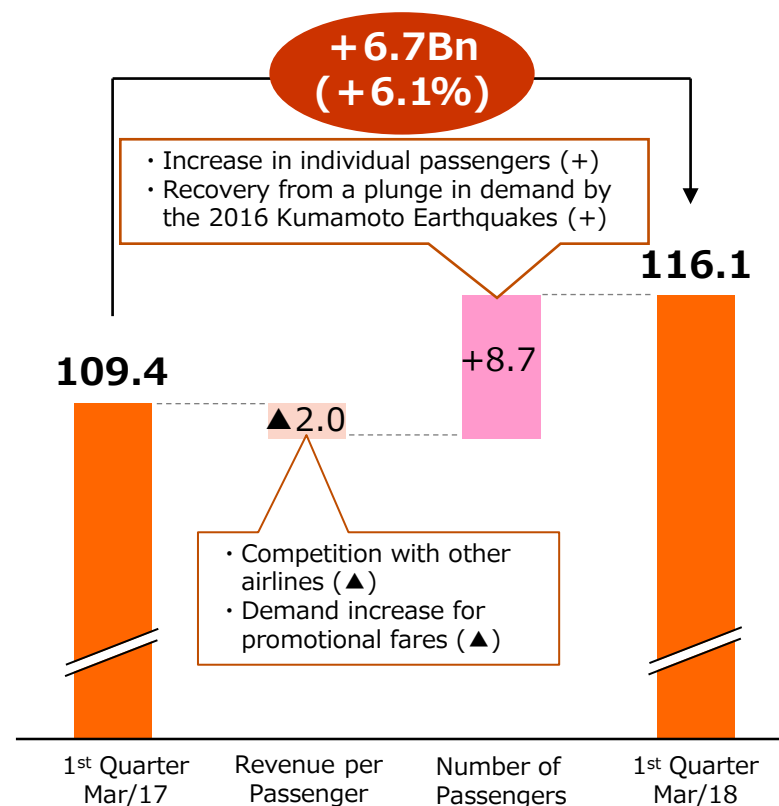 +6.7Bn
(+6.1%)
・Increase in individual passengers (+)
・Recovery from a plunge in demand by
the 2016 Kumamoto Earthquakes (+)
116.1
109.4
+8.7
▲2.0
・Competition with other
airlines (▲)
・Demand increase for
promotional fares (▲)
1st Quarter
Mar/17
Revenue per
Passenger
Number of
Passengers
1st Quarter
Mar/18